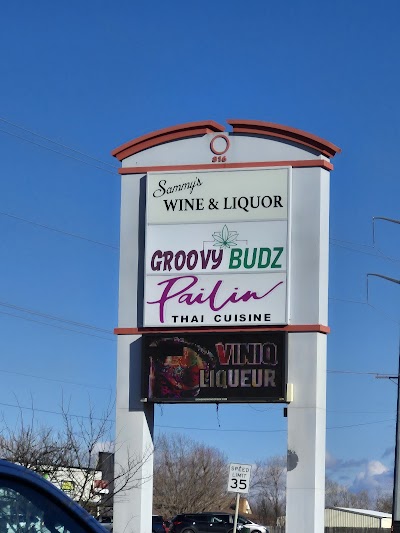 816
Sammy's
WINE & LIQUOR
GROOVY BUDZ
PaiLin
THAI CUISINE
VINIQ
LIQUEUR
SPEED
LIMIT
35